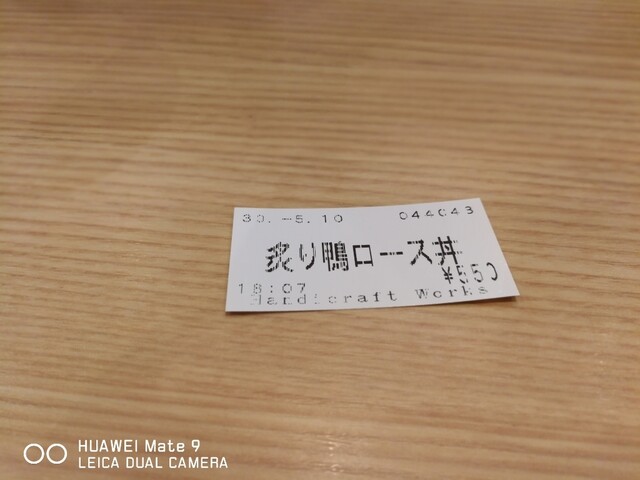 30.-5.10 044043
炙り鴨ロース丼
¥550
18:07
Handicraft Works
HUAWEI Mate 9
LEICA DUAL CAMERA